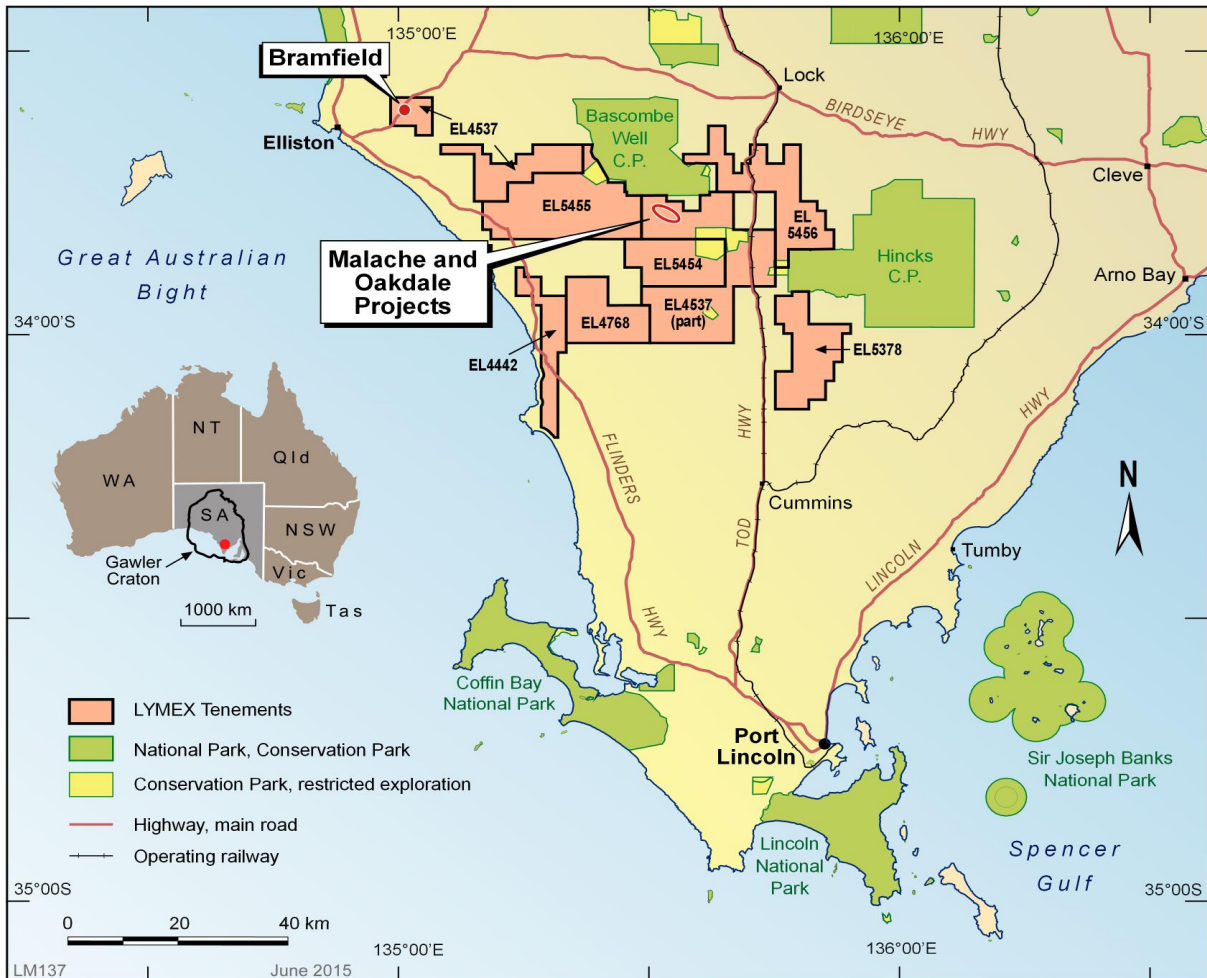 135°00'E
136°00'E
Bramfield
Lock
EL4537
BIRDSEYE
HWY
Bascombe
Well
C.P.
Elliston
Cleve
EL5455
EL
5456
Great Australian
Bight
Malache and
Oakdale
Projects
EL5454
Hincks
C.P.
Arno Bay
EL4537
(part)
EL4768
34°00'S
34°00'S
EL4442
EL5378
HWY
HWY
FLINDERS
NT
Qld
WA
SA
NSW
Vic
Tas
Gawler
Craton
1000 km
N
Cummins
TOD
LINCOLN
Tumby
HWY
Coffin Bay
National Park
LYMEX Tenements
National Park, Conservation Park
Conservation Park, restricted exploration
Highway, main road
Operating railway
Port
Lincoln
Sir Joseph Banks
National Park
Lincoln
National
Park
Spencer
Gulf
35°00'S
35°00'S
0 20 40 km
135°00'E
136°00'E
LM137
June 2015